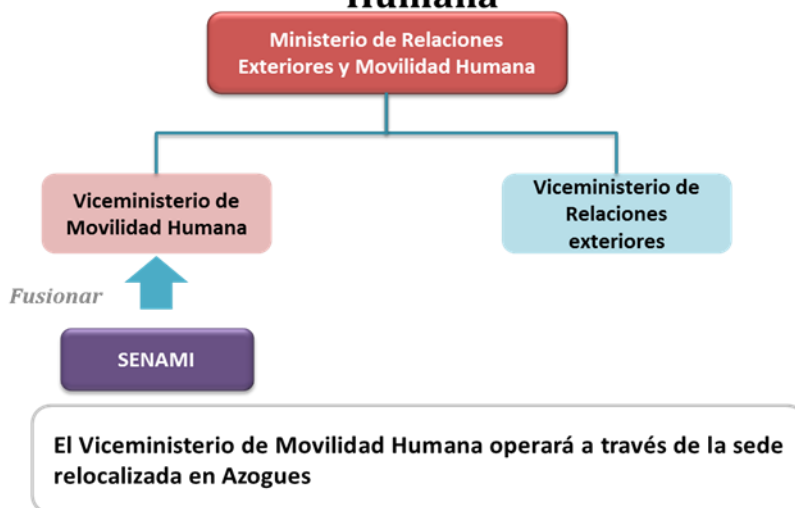 Humana
Ministerio de Relaciones
Exteriores y Movilidad Humana
Viceministerio de
Movilidad Humana
Viceministerio de
Relaciones
exteriores
Fusionar
SENAMI
El Viceministerio de Movilidad Humana operará a través de la sede
relocalizada en Azogues